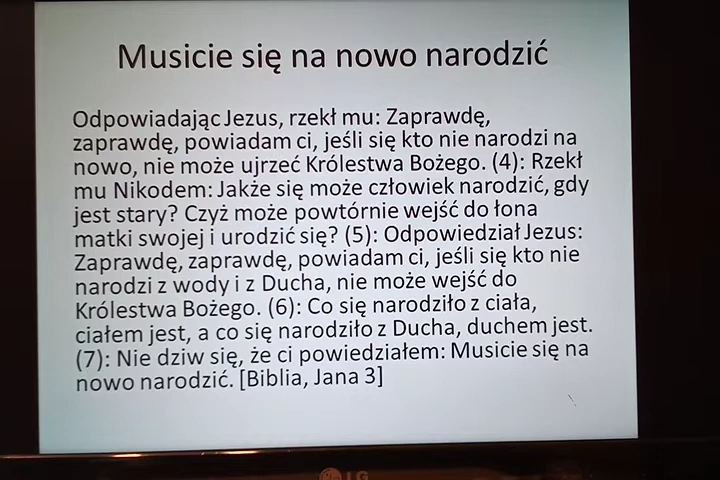 Musicie się na nowo narodzić
Odpowiadając Jezus, rzekł mu: Zaprawdę,
zaprawdę, powiadam ci, jeśli się kto nie narodzi na
nowo, nie może ujrzeć Królestwa Bożego. (4): Rzekł
mu Nikodem: Jakże się może człowiek narodzić, gdy
jest stary? Czyż może powtórnie wejść do łona
matki swojej i urodzić się? (5): Odpowiedział Jezus:
Zaprawdę, zaprawdę, powiadam ci, jeśli się kto nie
narodzi z wody i z Ducha, nie może wejść do
Królestwa Bożego. (6): Co się narodziło z ciała,
ciałem jest, a co się narodziło z Ducha, duchem jest.
(7): Nie dziw się, że ci powiedziałem: Musicie się na
nowo narodzić. [Biblia, Jana 3]
LG